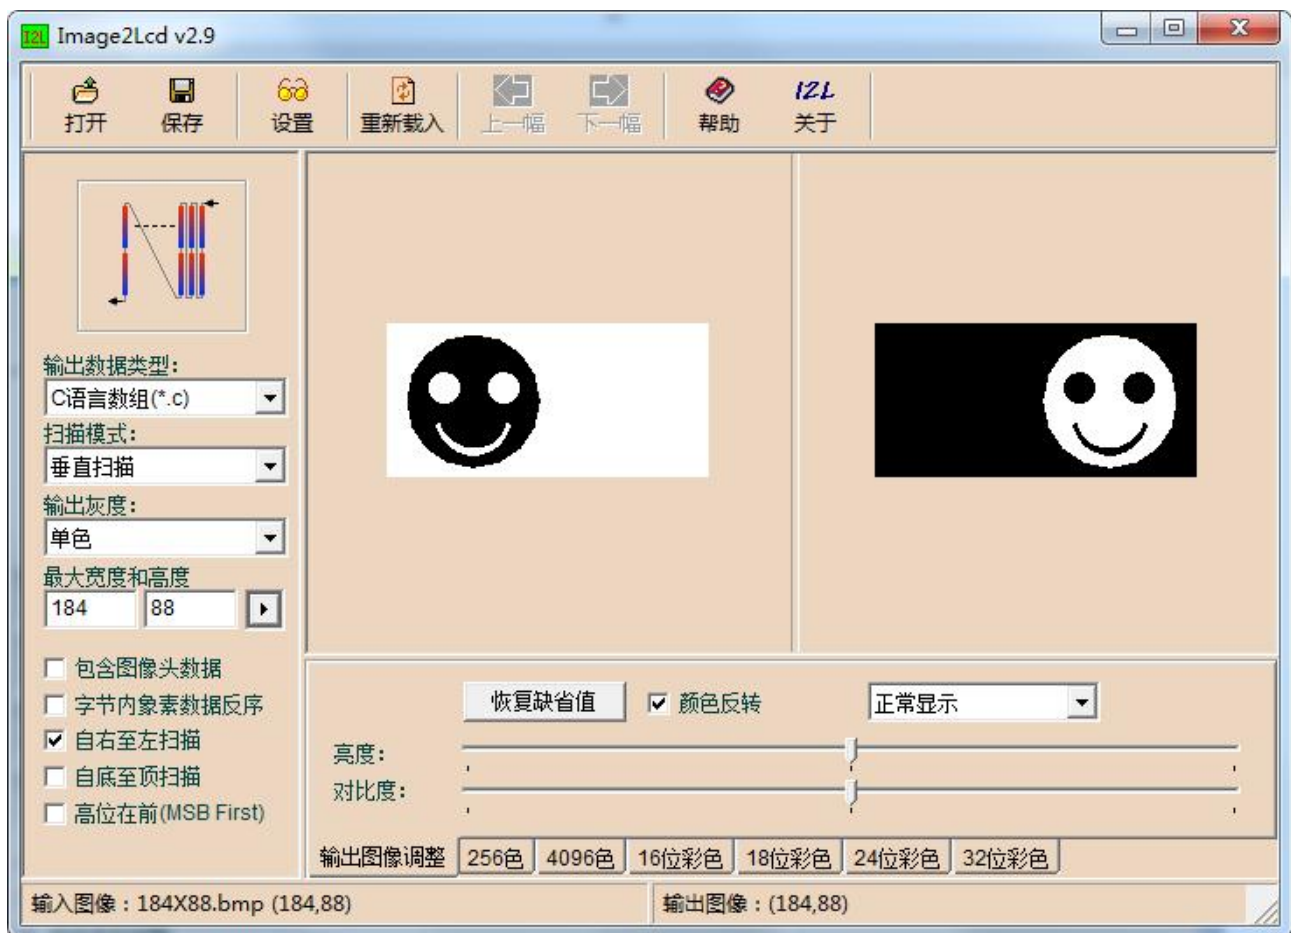 I2L Image2Lcd v2.9
打开 保存 设置 重新载入 上一幅 下一幅 帮助 I2L 关于
输出数据类型:
C语言数组(*.c)
扫描模式:
垂直扫描
输出灰度:
单色
最大宽度和高度
184 88
包含图像头数据
字节内象素数据反序
自右至左扫描
自底至顶扫描
高位在前(MSB First)
恢复缺省值 颜色反转 正常显示
亮度:
对比度:
输出图像调整 256色 4096色 16位彩色 18位彩色 24位彩色 32位彩色
输入图像:184X88.bmp (184,88) 输出图像:(184,88)